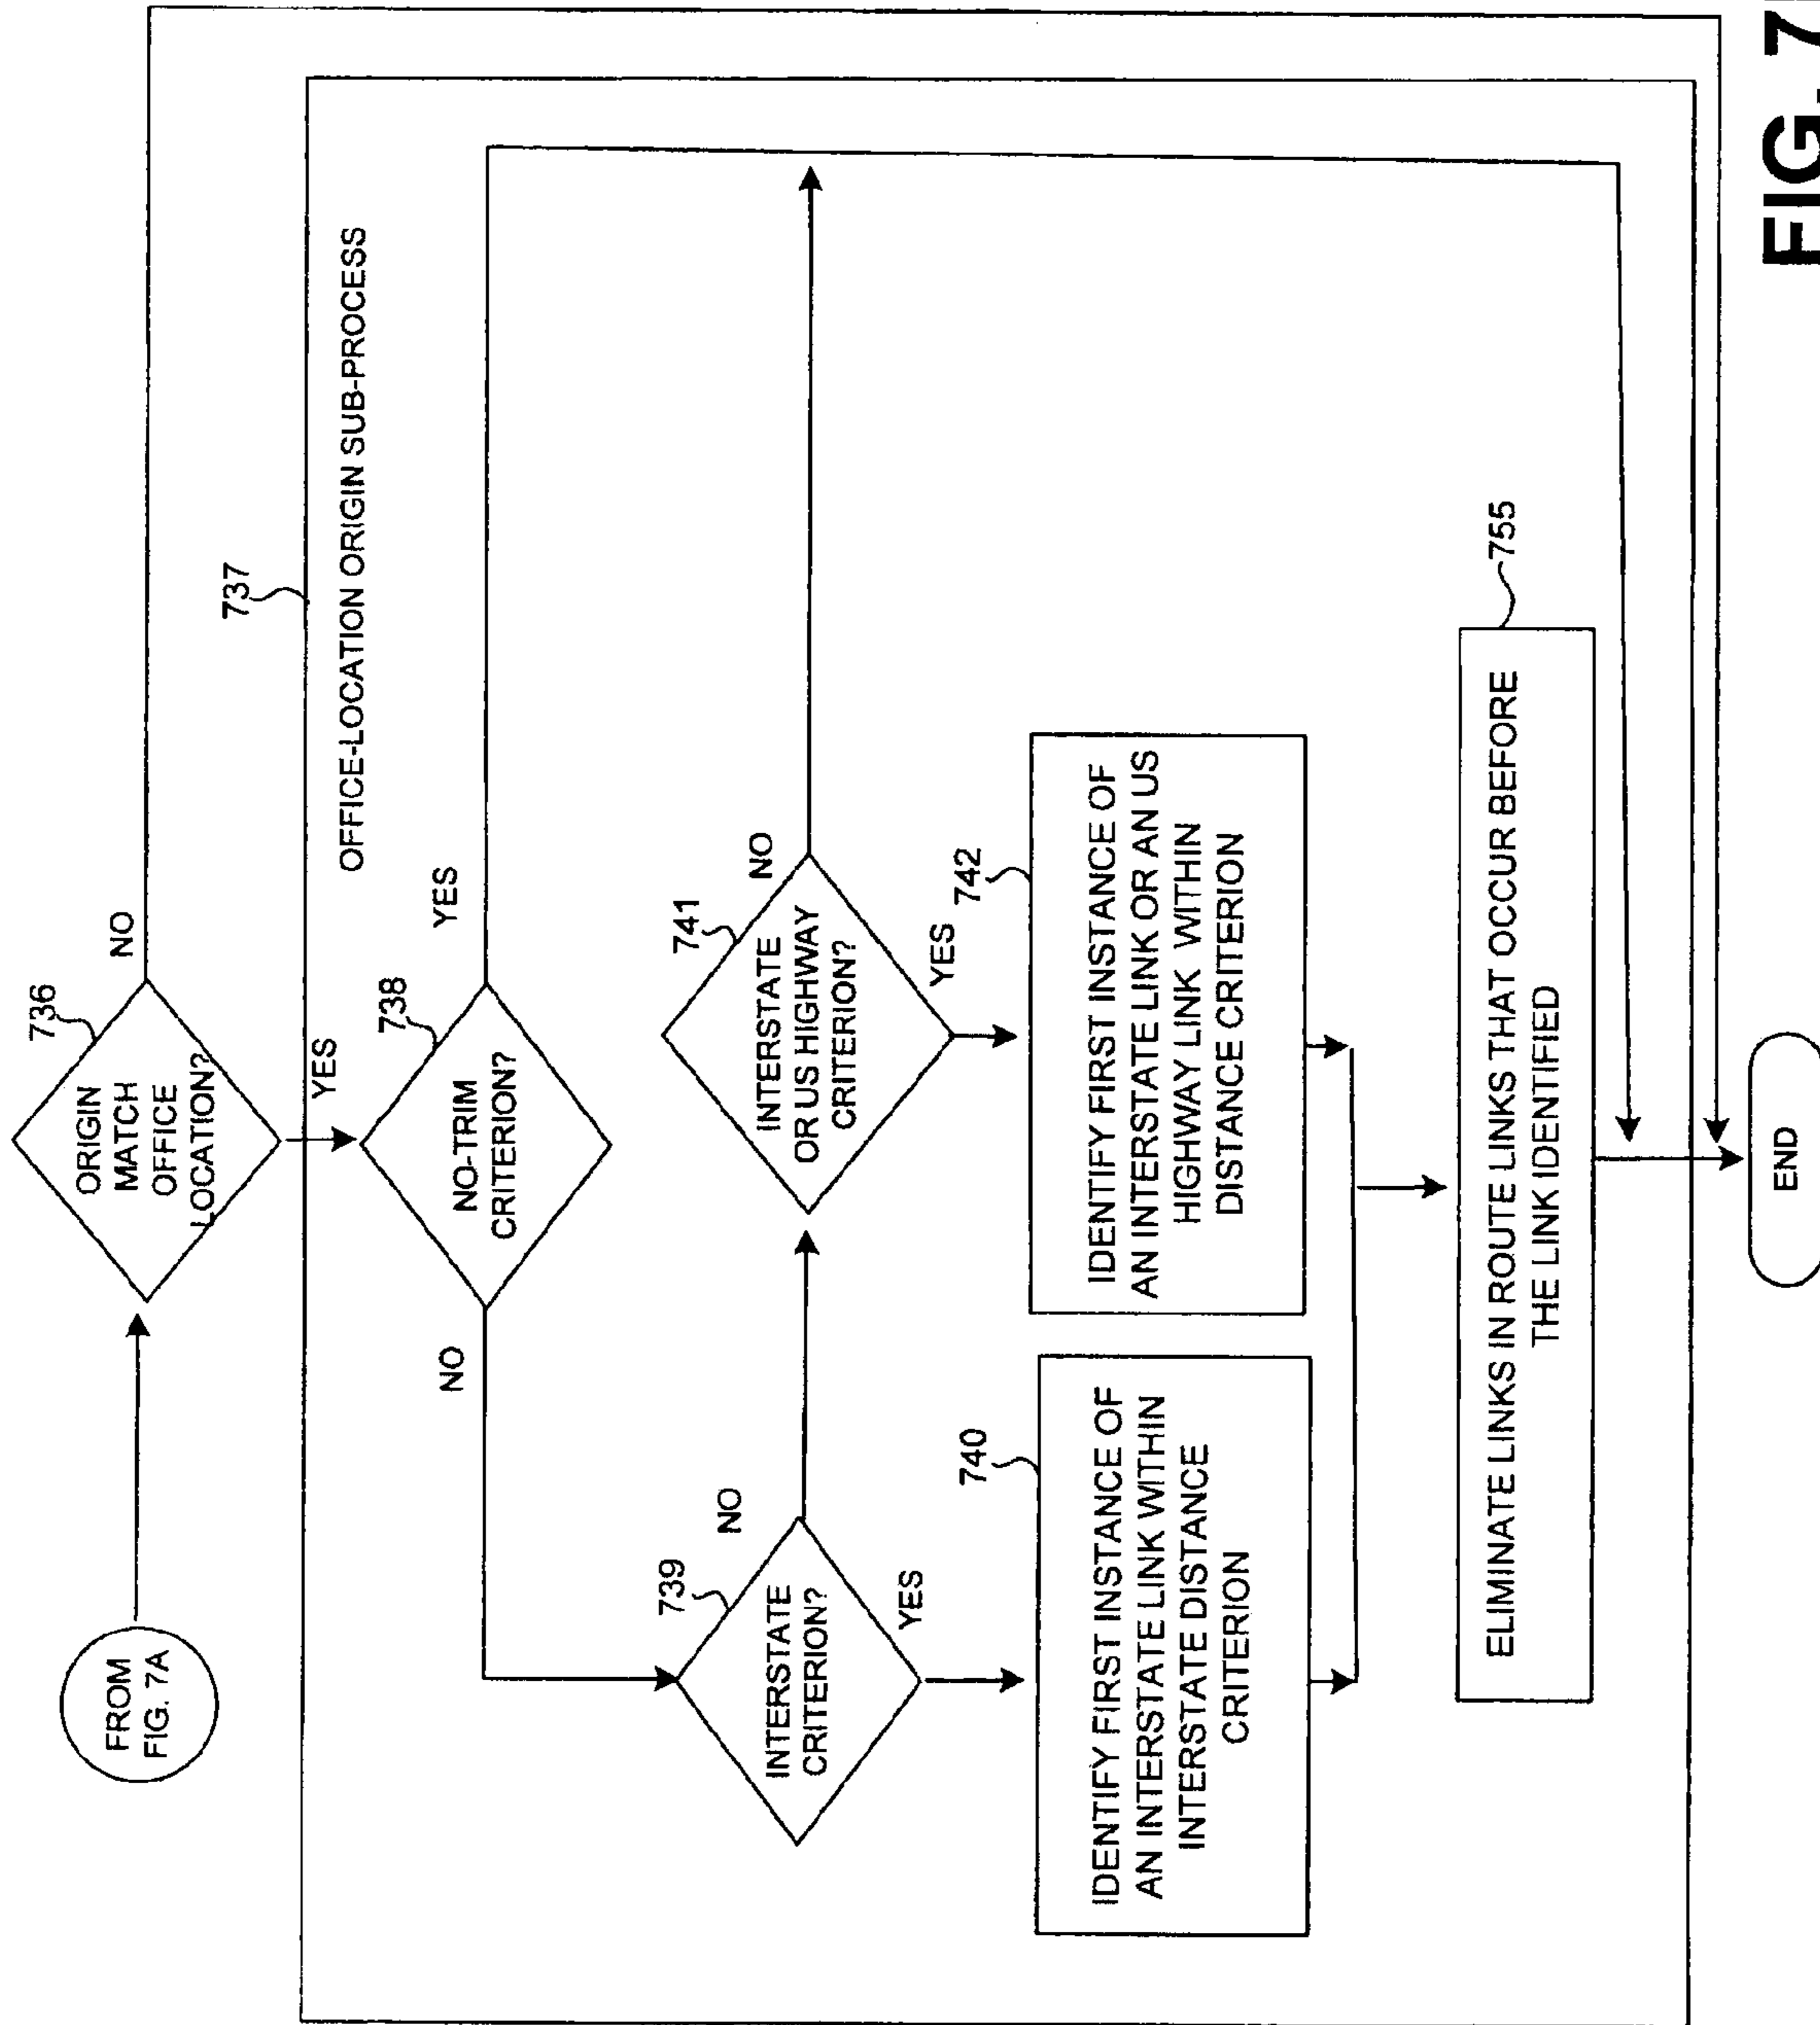 FROM
FIG. 7A
736
ORIGIN
MATCH
OFFICE
LOCATION?
NO
YES
737
OFFICE-LOCATION ORIGIN SUB-PROCESS
738
NO-TRIM
CRITERION?
NO
YES
739
INTERSTATE
CRITERION?
NO
YES
741
INTERSTATE
OR US HIGHWAY
CRITERION?
NO
YES
740
IDENTIFY FIRST INSTANCE OF
AN INTERSTATE LINK WITHIN
INTERSTATE DISTANCE
CRITERION
742
IDENTIFY FIRST INSTANCE OF
AN INTERSTATE LINK OR AN US
HIGHWAY LINK WITHIN
DISTANCE CRITERION
755
ELIMINATE LINKS IN ROUTE LINKS THAT OCCUR BEFORE
THE LINK IDENTIFIED
END
FIG. 7